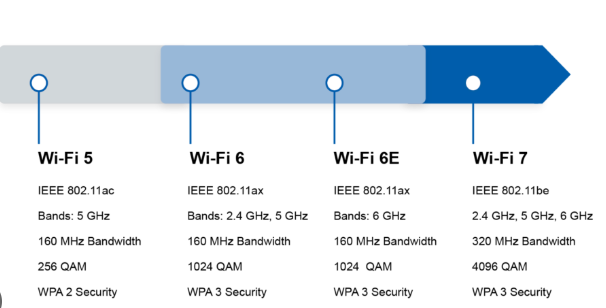 Wi-Fi 5
IEEE 802.11ac
Bands: 5 GHz
160 MHz Bandwidth
256 QAM
WPA 2 Security
Wi-Fi 6
IEEE 802.11ax
Bands: 2.4 GHz, 5 GHz
160 MHz Bandwidth
1024 QAM
WPA 3 Security
Wi-Fi 6E
IEEE 802.11ax
Bands: 6 GHz
160 MHz Bandwidth
1024 QAM
WPA 3 Security
Wi-Fi 7
IEEE 802.11be
2.4 GHz, 5 GHz, 6 GHz
320 MHz Bandwidth
4096 QAM
WPA 3 Security